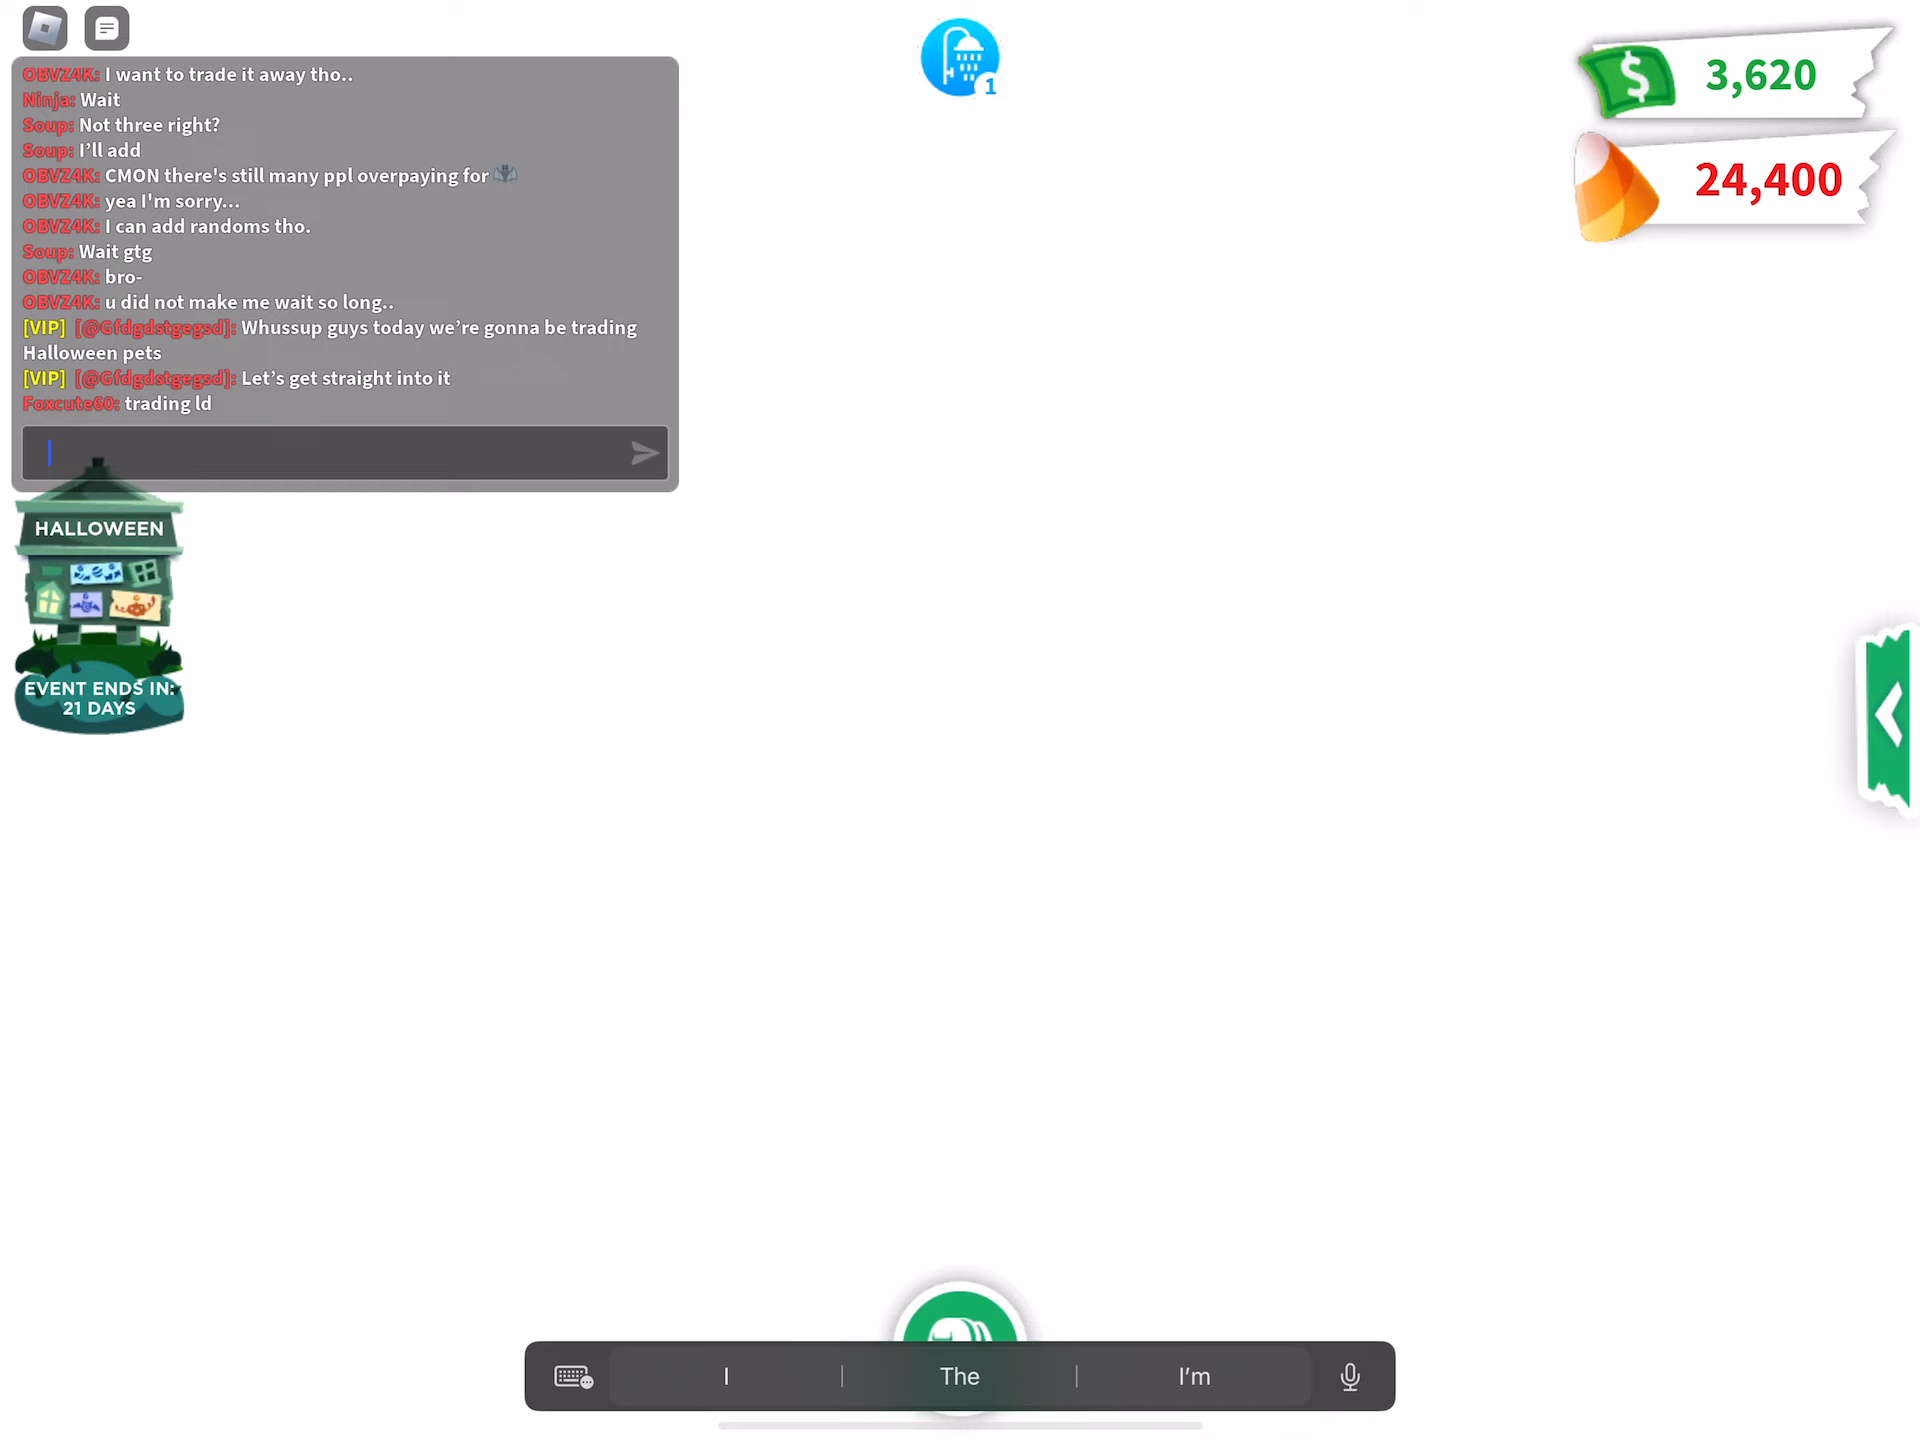 OBVZ4K: I want to trade it away tho..
Ninja: Wait
Soup: Not three right?
Soup: I’ll add
OBVZ4K: CMON there's still many ppl overpaying for
OBVZ4K: yea I'm sorry...
OBVZ4K: I can add randoms tho.
Soup: Wait gtg
OBVZ4K: bro-
OBVZ4K: u did not make me wait so long..
[VIP] [@Gfdgdstgegsd]: Whussup guys today we’re gonna be trading
Halloween pets
[VIP] [@Gfdgdstgegsd]: Let’s get straight into it
Foxcute60: trading ld
1
$ 3,620
24,400
HALLOWEEN
EVENT ENDS IN:
21 DAYS
I The I’m